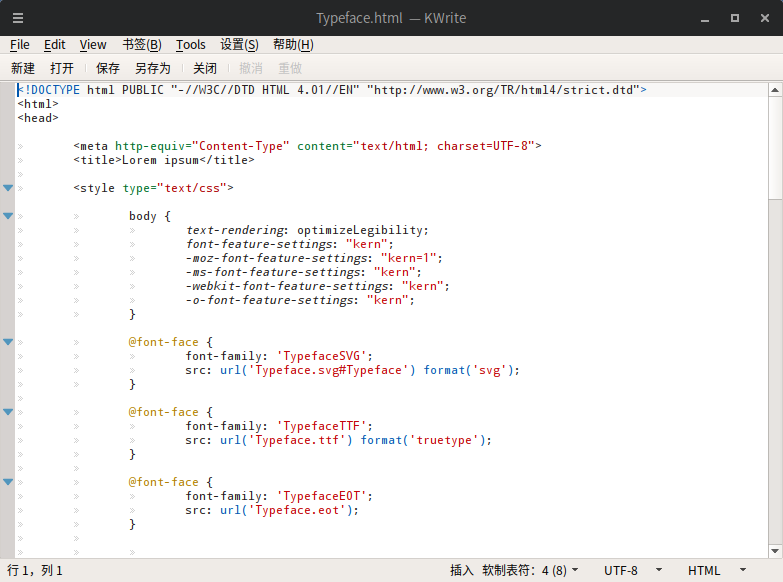 Typeface.html — KWrite
File Edit View 书签(B) Tools 设置(S) 帮助(H)
新建 打开 保存 另存为 关闭 撤消 重做
<!DOCTYPE html PUBLIC "-//W3C//DTD HTML 4.01//EN" "http://www.w3.org/TR/html4/strict.dtd">
<html>
<head>
<meta http-equiv="Content-Type" content="text/html; charset=UTF-8">
<title>Lorem ipsum</title>
<style type="text/css">
body {
text-rendering: optimizeLegibility;
font-feature-settings: "kern";
-moz-font-feature-settings: "kern=1";
-ms-font-feature-settings: "kern";
-webkit-font-feature-settings: "kern";
-o-font-feature-settings: "kern";
}
@font-face {
font-family: 'TypefaceSVG';
src: url('Typeface.svg#Typeface') format('svg');
}
@font-face {
font-family: 'TypefaceTTF';
src: url('Typeface.ttf') format('truetype');
}
@font-face {
font-family: 'TypefaceEOT';
src: url('Typeface.eot');
}
行 1，列 1 插入 软制表符：4 (8) UTF-8 HTML